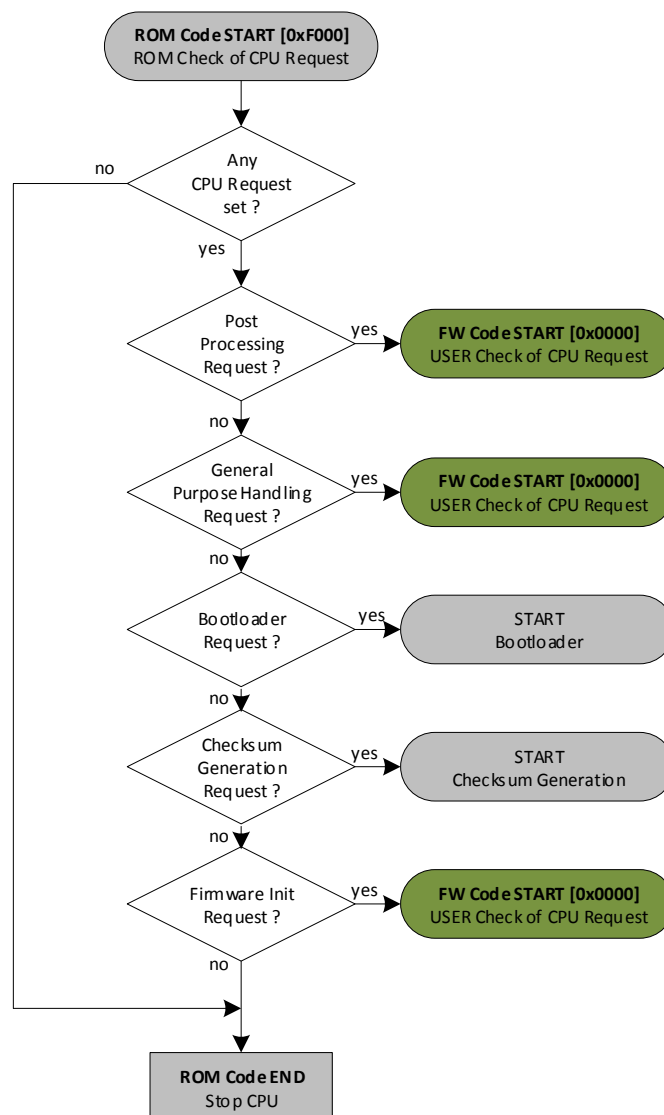 ROM Code START [0xF000]
ROM Check of CPU Request
no
Any
CPU Request
set ?
yes
Post
Processing
Request ?
yes
FW Code START [0x0000]
USER Check of CPU Request
no
General
Purpose Handling
Request ?
yes
FW Code START [0x0000]
USER Check of CPU Request
no
Bootloader
Request ?
yes
START
Bootloader
no
Checksum
Generation
Request ?
yes
START
Checksum Generation
no
Firmware Init
Request ?
yes
FW Code START [0x0000]
USER Check of CPU Request
no
ROM Code END
Stop CPU